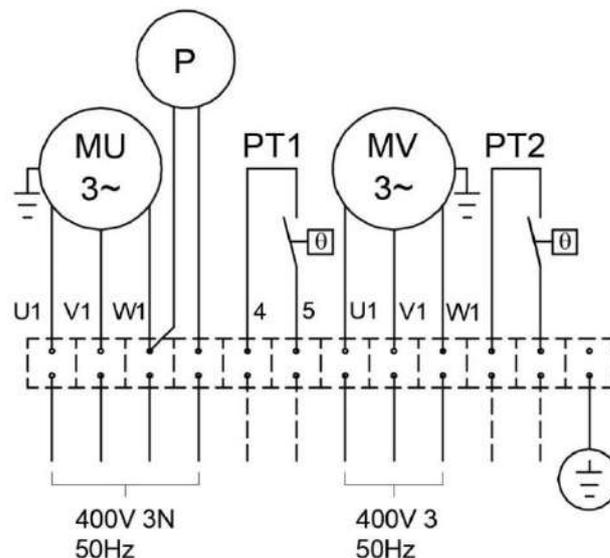 P
MU
3~
PT1
MV
3~
PT2
θ
θ
U1 V1 W1 4 5 U1 V1 W1
400V 3N
50Hz
400V 3
50Hz